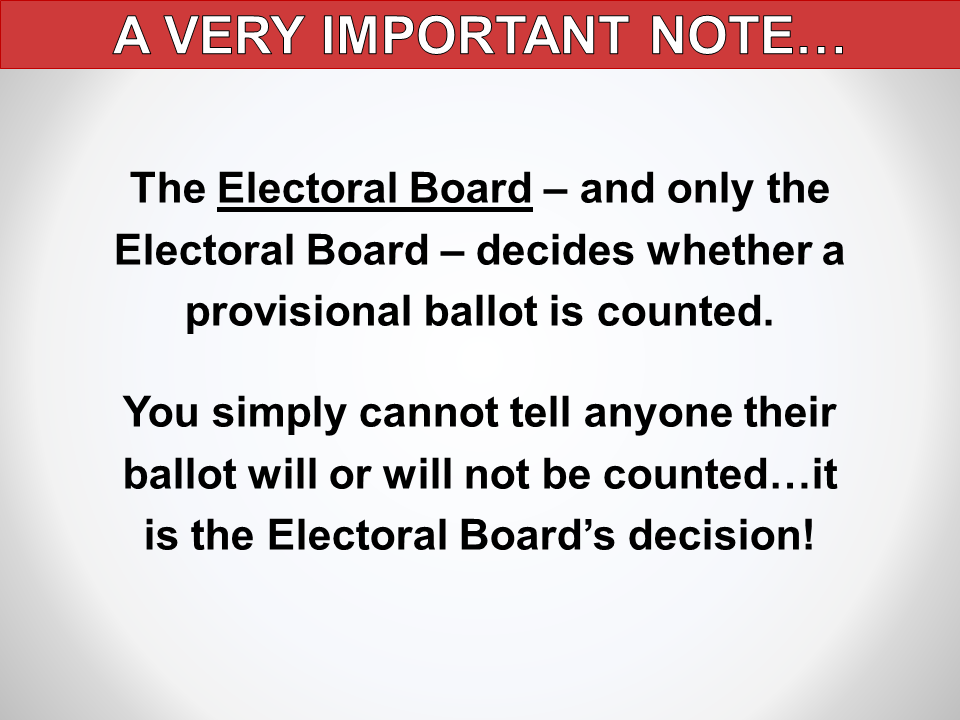 A VERY IMPORTANT NOTE…
The Electoral Board – and only the
Electoral Board – decides whether a
provisional ballot is counted.
You simply cannot tell anyone their
ballot will or will not be counted…it
is the Electoral Board’s decision!